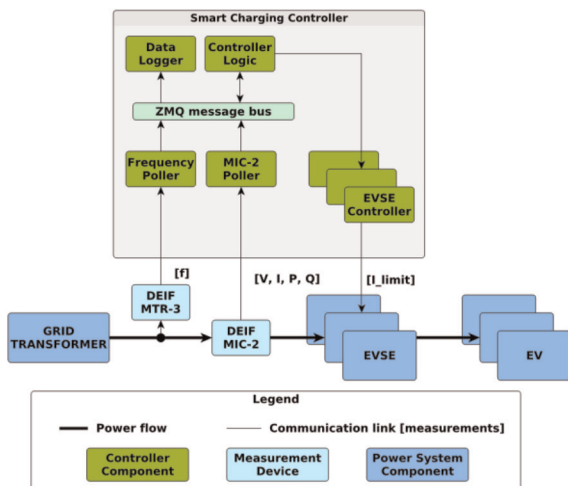 Smart Charging Controller
Data
Logger
Controller
Logic
ZMQ message bus
Frequency
Poller
MIC-2
Poller
EVSE
Controller
[f]
[V, I, P, Q]
[I_limit]
DEIF
MTR-3
GRID
TRANSFORMER
DEIF
MIC-2
EVSE
EV
Legend
Power flow
Communication link [measurements]
Controller
Component
Measurement
Device
Power System
Component